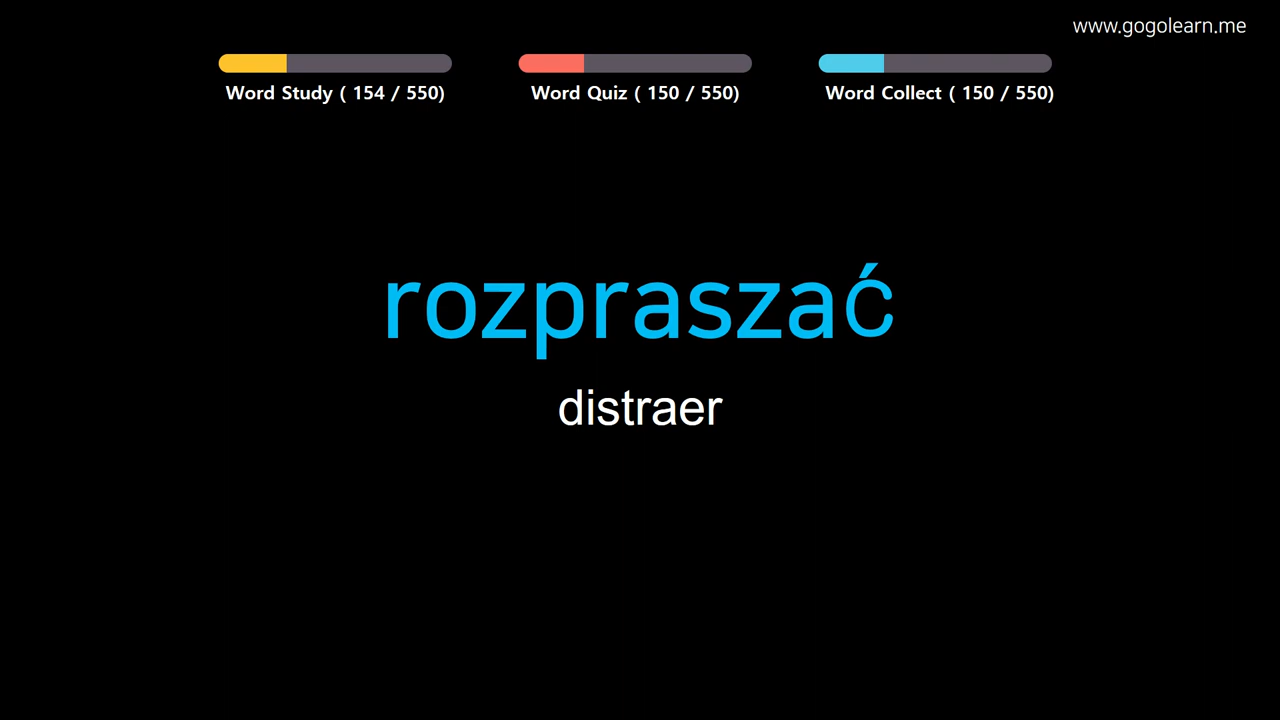 www.gogolearn.me
Word Study ( 154 / 550)
Word Quiz ( 150 / 550)
Word Collect ( 150 / 550)
rozpraszać
distraer